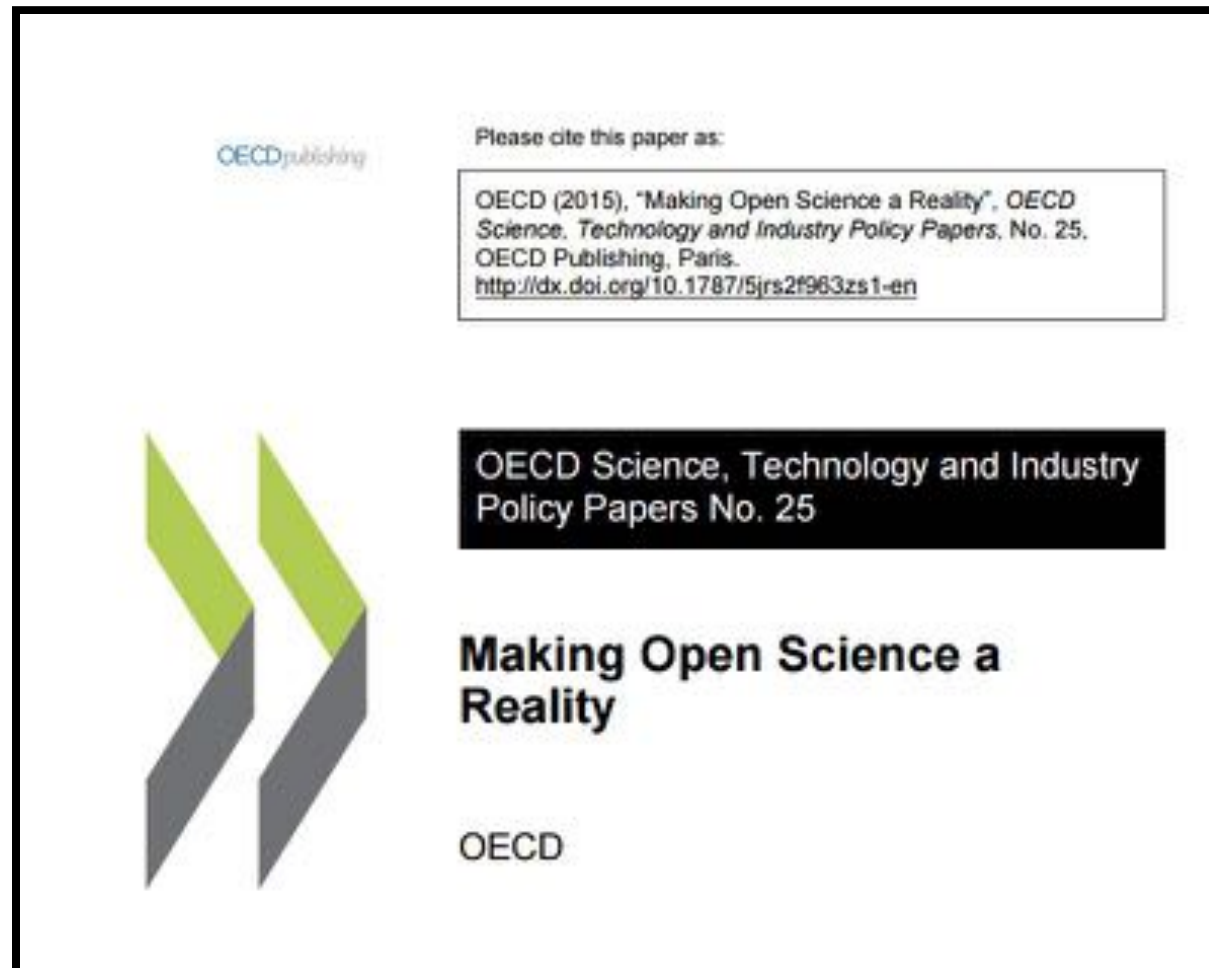 OECDpublishing
Please cite this paper as:
OECD (2015), “Making Open Science a Reality”, OECD
Science, Technology and Industry Policy Papers, No. 25,
OECD Publishing, Paris.
http://dx.doi.org/10.1787/5jrs2f963zs1-en
OECD Science, Technology and Industry
Policy Papers No. 25
Making Open Science a
Reality
OECD